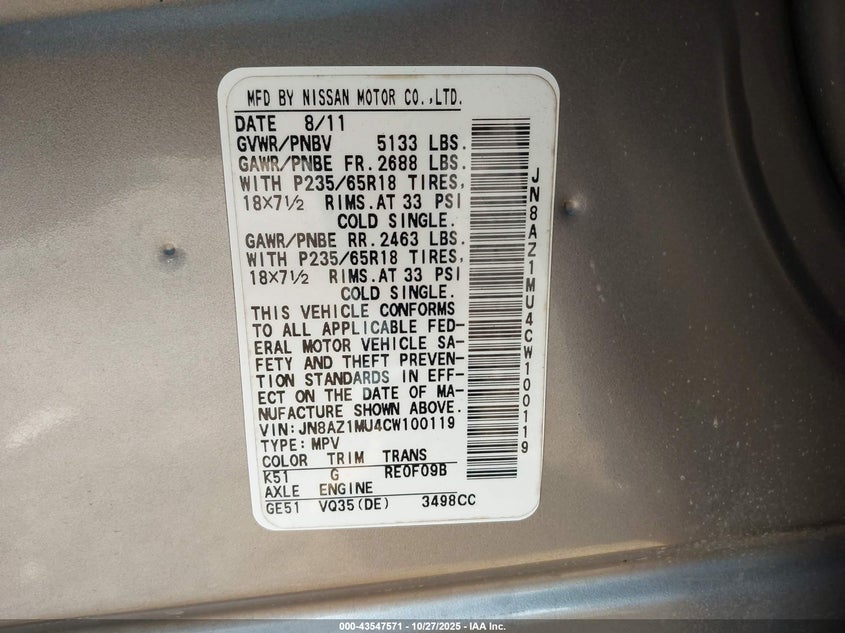 MFD BY NISSAN MOTOR CO.,LTD.
DATE 8/11
GVWR/PNBV 5133 LBS.
GAWR/PNBE FR.2688 LBS.
WITH P235/65R18 TIRES,
18X7½ RIMS.AT 33 PSI
COLD SINGLE.
GAWR/PNBE RR.2463 LBS.
WITH P235/65R18 TIRES,
18X7½ RIMS.AT 33 PSI
COLD SINGLE.
THIS VEHICLE CONFORMS
TO ALL APPLICABLE FED-
ERAL MOTOR VEHICLE SA-
FETY AND THEFT PREVEN-
TION STANDARDS IN EFF-
ECT ON THE DATE OF MA-
NUFACTURE SHOWN ABOVE.
VIN:JN8AZ1MU4CW100119
TYPE:MPV
COLOR TRIM TRANS
K51 G RE0F09B
AXLE ENGINE
GE51 VQ35(DE) 3498CC
JN8AZ1MU4CW100119
000-43547571 | 10/27/2025 - IAA Inc.